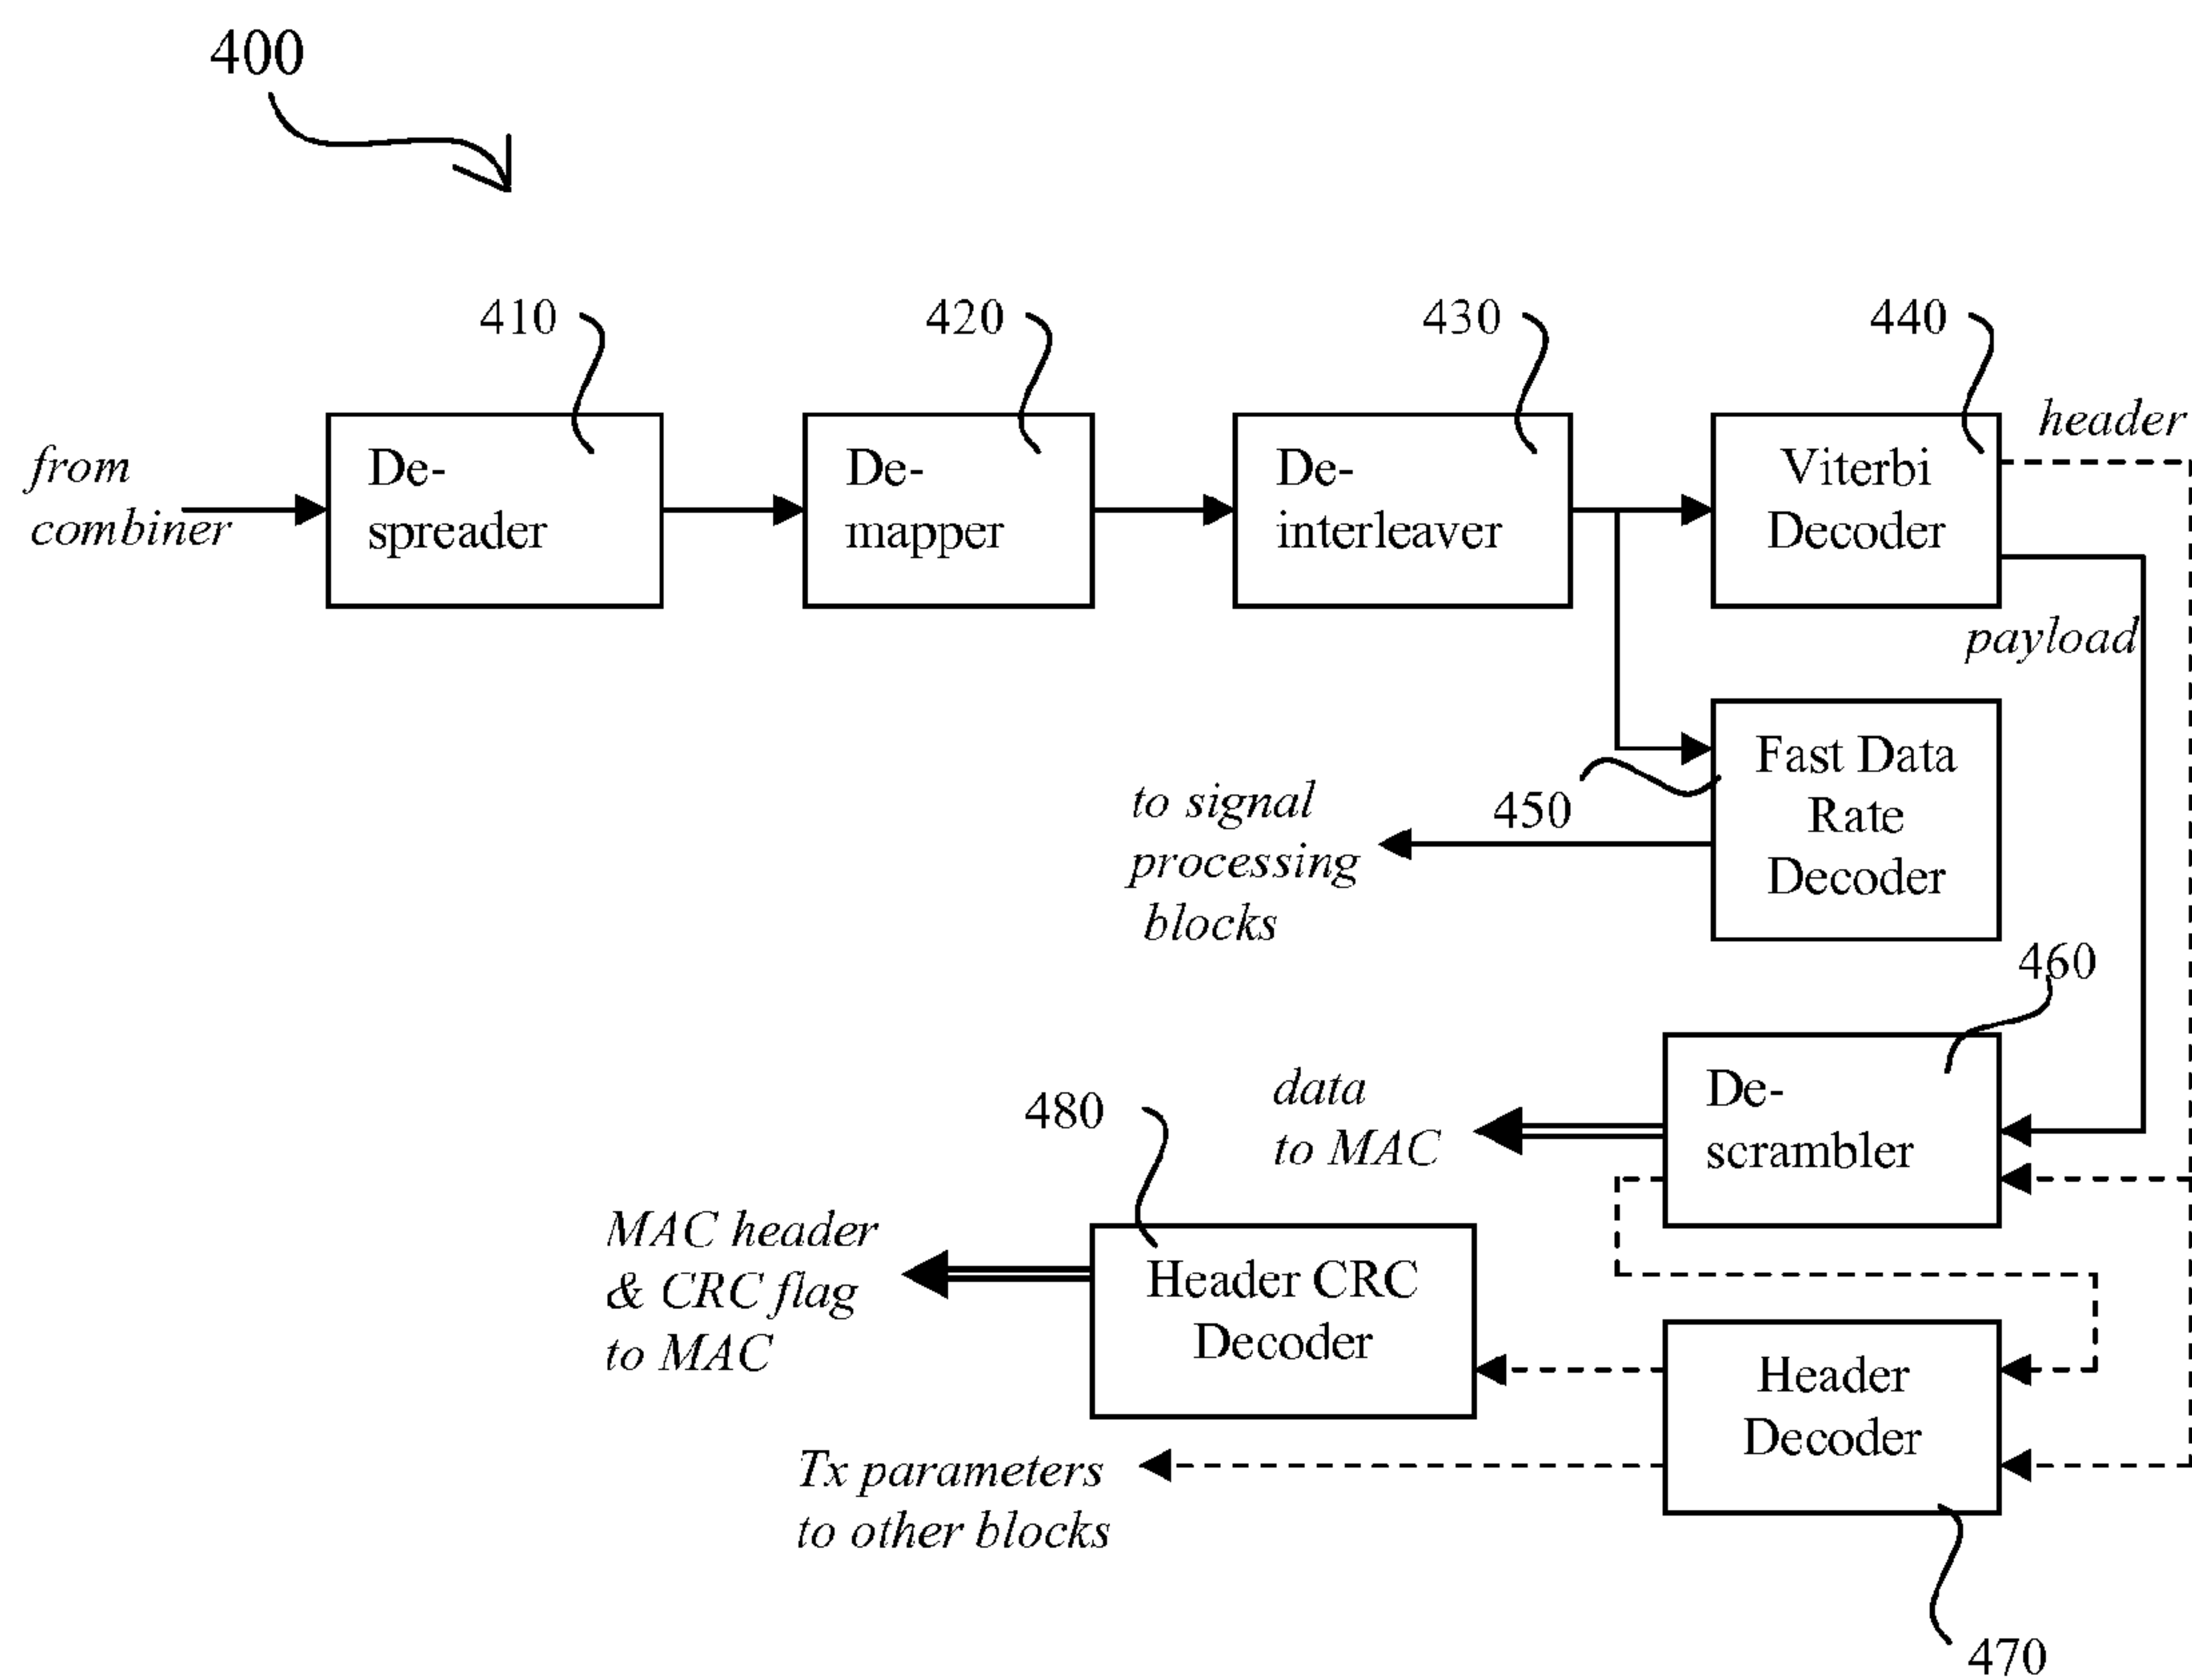 400
410
420
430
440
from
combiner
De-
spreader
De-
mapper
De-
interleaver
Viterbi
Decoder
header
payload
Fast Data
Rate
Decoder
450
to signal
processing
blocks
460
De-
scrambler
data
to MAC
480
MAC header
& CRC flag
to MAC
Header CRC
Decoder
Header
Decoder
Tx parameters
to other blocks
470